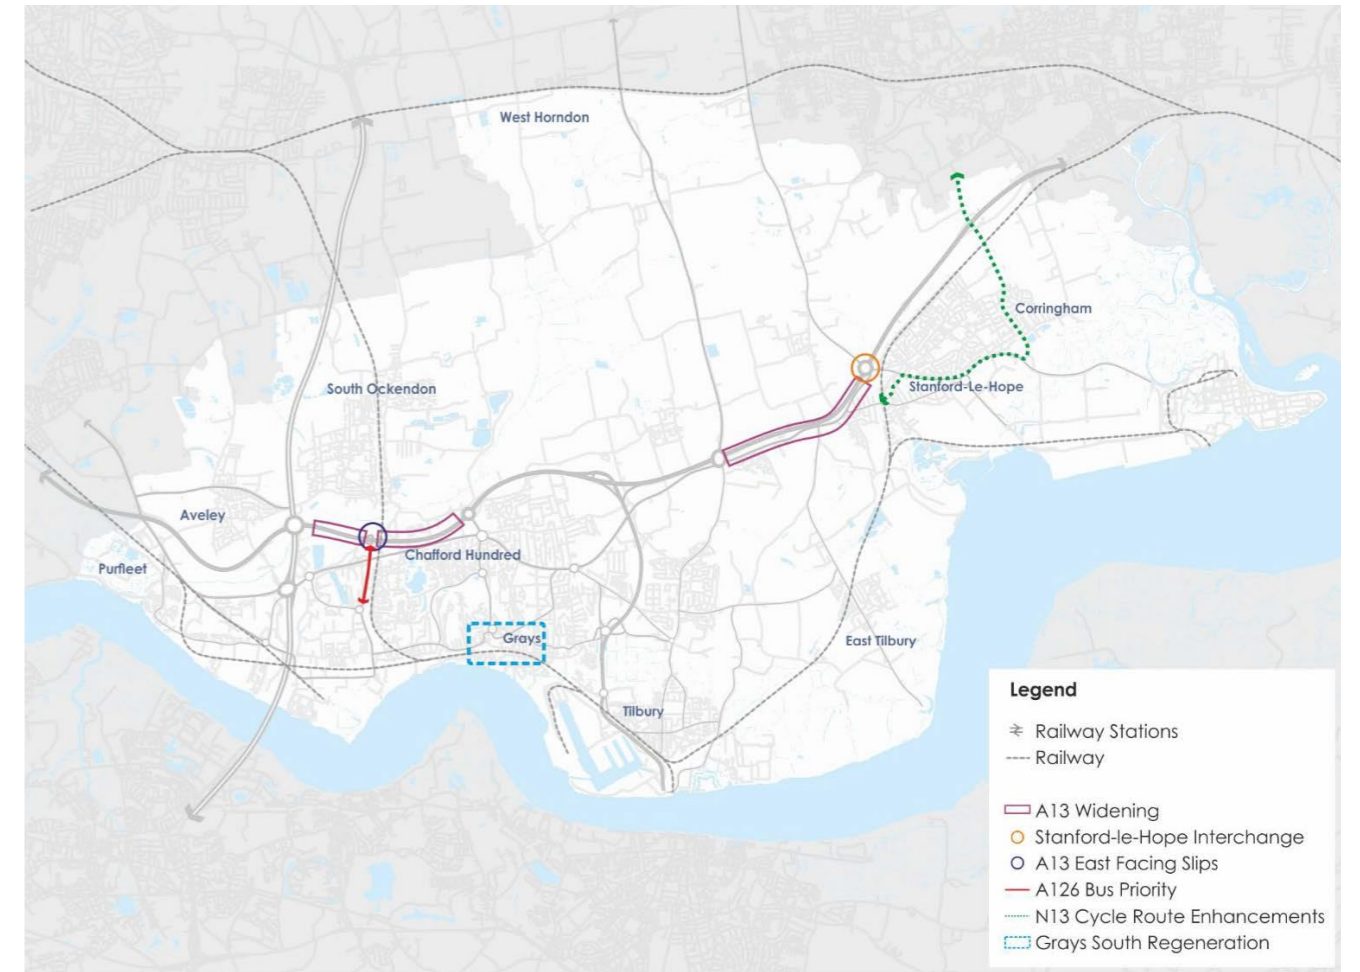 West Horndon
Corringham
South Ockendon
Stanford-Le-Hope
Aveley
Chafford Hundred
Purfleet
Grays
East Tilbury
Tilbury
Legend
Railway Stations
Railway
A13 Widening
Stanford-le-Hope Interchange
A13 East Facing Slips
A126 Bus Priority
N13 Cycle Route Enhancements
Grays South Regeneration